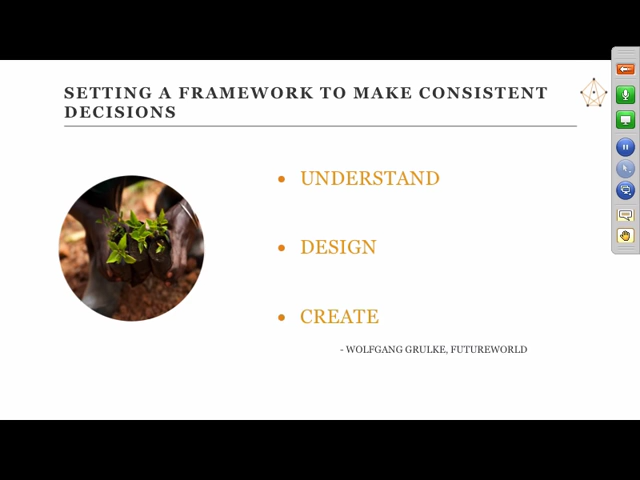 SETTING A FRAMEWORK TO MAKE CONSISTENT
DECISIONS
• UNDERSTAND
• DESIGN
• CREATE
- WOLFGANG GRULKE, FUTUREWORLD